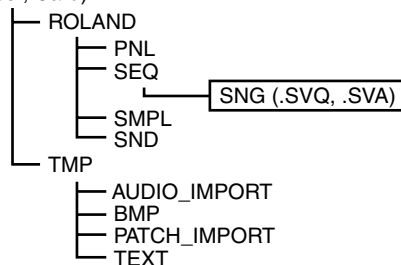 ROLAND
PNL
SEQ
SNG (.SVQ, .SVA)
SMPL
SND
TMP
AUDIO_IMPORT
BMP
PATCH_IMPORT
TEXT